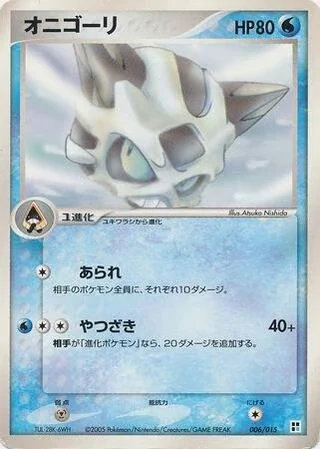 オニゴーリ HP80
Illus. Atsuko Nishida
1進化 ユキワラシから進化
あられ
相手のポケモン全員に、それぞれ10ダメージ。
やつざき 40+
相手が「進化ポケモン」なら、20ダメージを追加する。
弱点 抵抗力 にげる
TUL-28K-6WH ©2005 Pokémon/Nintendo/Creatures/GAME FREAK 006/015